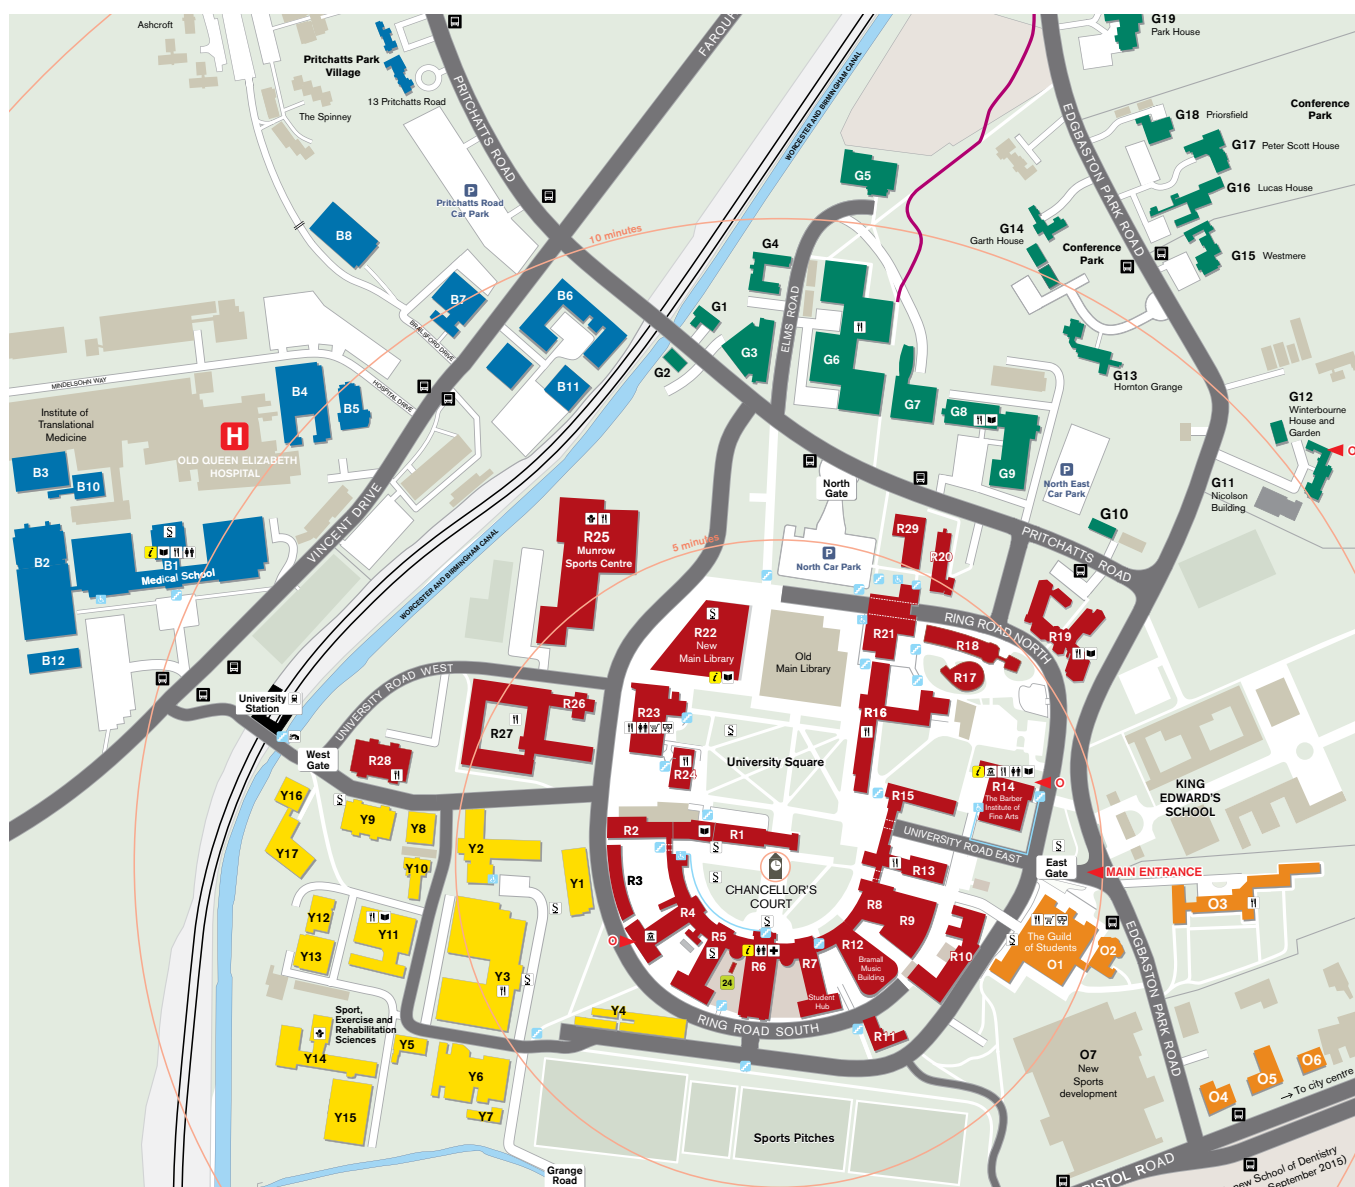 Ashcroft
Pritchatts Park
Village
13 Pritchatts Road
The Spinney
PRITCHATTS ROAD
P
Pritchatts Road
Car Park
WORCESTER AND BIRMINGHAM CANAL
10 minutes
EDGBASTON PARK ROAD
G19
Park House
G18 Priorsfield
Conference
Park
G17 Peter Scott House
G16 Lucas House
G15 Westmere
G14
Garth House
Conference
Park
G13
Hornton Grange
G12
Winterbourne
House and
Garden
O
G11
Nicolson
Building
G10
G5
G4
G1
G2
G3
ELMS ROAD
G6
G7
G8
G9
P
North East
Car Park
B8
B7
B6
B11
BRAILSFORD DRIVE
MINDELSOHN WAY
HOSPITAL DRIVE
B4
B5
Institute of
Translational
Medicine
H
OLD QUEEN ELIZABETH
HOSPITAL
B3
B10
B2
i
B1
Medical School
B12
VINCENT DRIVE
WORCESTER AND BIRMINGHAM CANAL
North
Gate
P
North Car Park
PRITCHATTS ROAD
R25
Munrow
Sports Centre
5 minutes
R29
R20
R22
New
Main Library
i
Old
Main Library
R21
RING ROAD NORTH
R18
R19
R17
R16
University
Station
UNIVERSITY ROAD WEST
West
Gate
R26
R27
R28
R23
R24
University Square
i
R14
The Barber
Institute of
Fine Arts
O
R15
UNIVERSITY ROAD EAST
KING
EDWARD'S
SCHOOL
East
Gate
MAIN ENTRANCE
R2
R1
R3
R4
R5
R6
R7
Student
Hub
R8
R9
R10
R11
R12
Bramall
Music
Building
R13
CHANCELLOR'S
COURT
O
i
24
RING ROAD SOUTH
Y16
Y17
Y9
Y8
Y10
Y2
Y1
Y12
Y11
Y13
Y3
Y4
Sport,
Exercise and
Rehabilitation
Sciences
Y14
Y5
Y6
Y7
Y15
Sports Pitches
Grange
Road
The Guild
of Students
O1
O2
O3
EDGBASTON PARK ROAD
O7
New
Sports
development
O4
O5
O6
→ To city centre